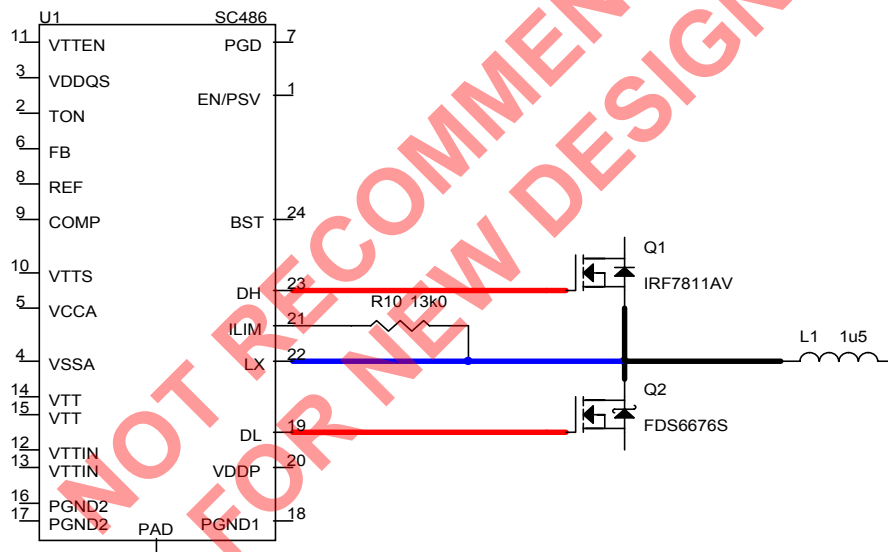 U1 SC486
11 VTTEN PGD 7
3 VDDQS
EN/PSV 1
2 TON
6 FB
8 REF
9 COMP BST 24
10 VTTS
DH 23
5 VCCA
ILIM 21
R10 13k0
4 VSSA LX 22
14 VTT
15 VTT
DL 19
12 VTTIN
13 VTTIN VDDP 20
16 PGND2
17 PGND2 PGND1 18
PAD
Q1
IRF7811AV
L1 1u5
Q2
FDS6676S
NOT RECOMMEN
FOR NEW DESIGN